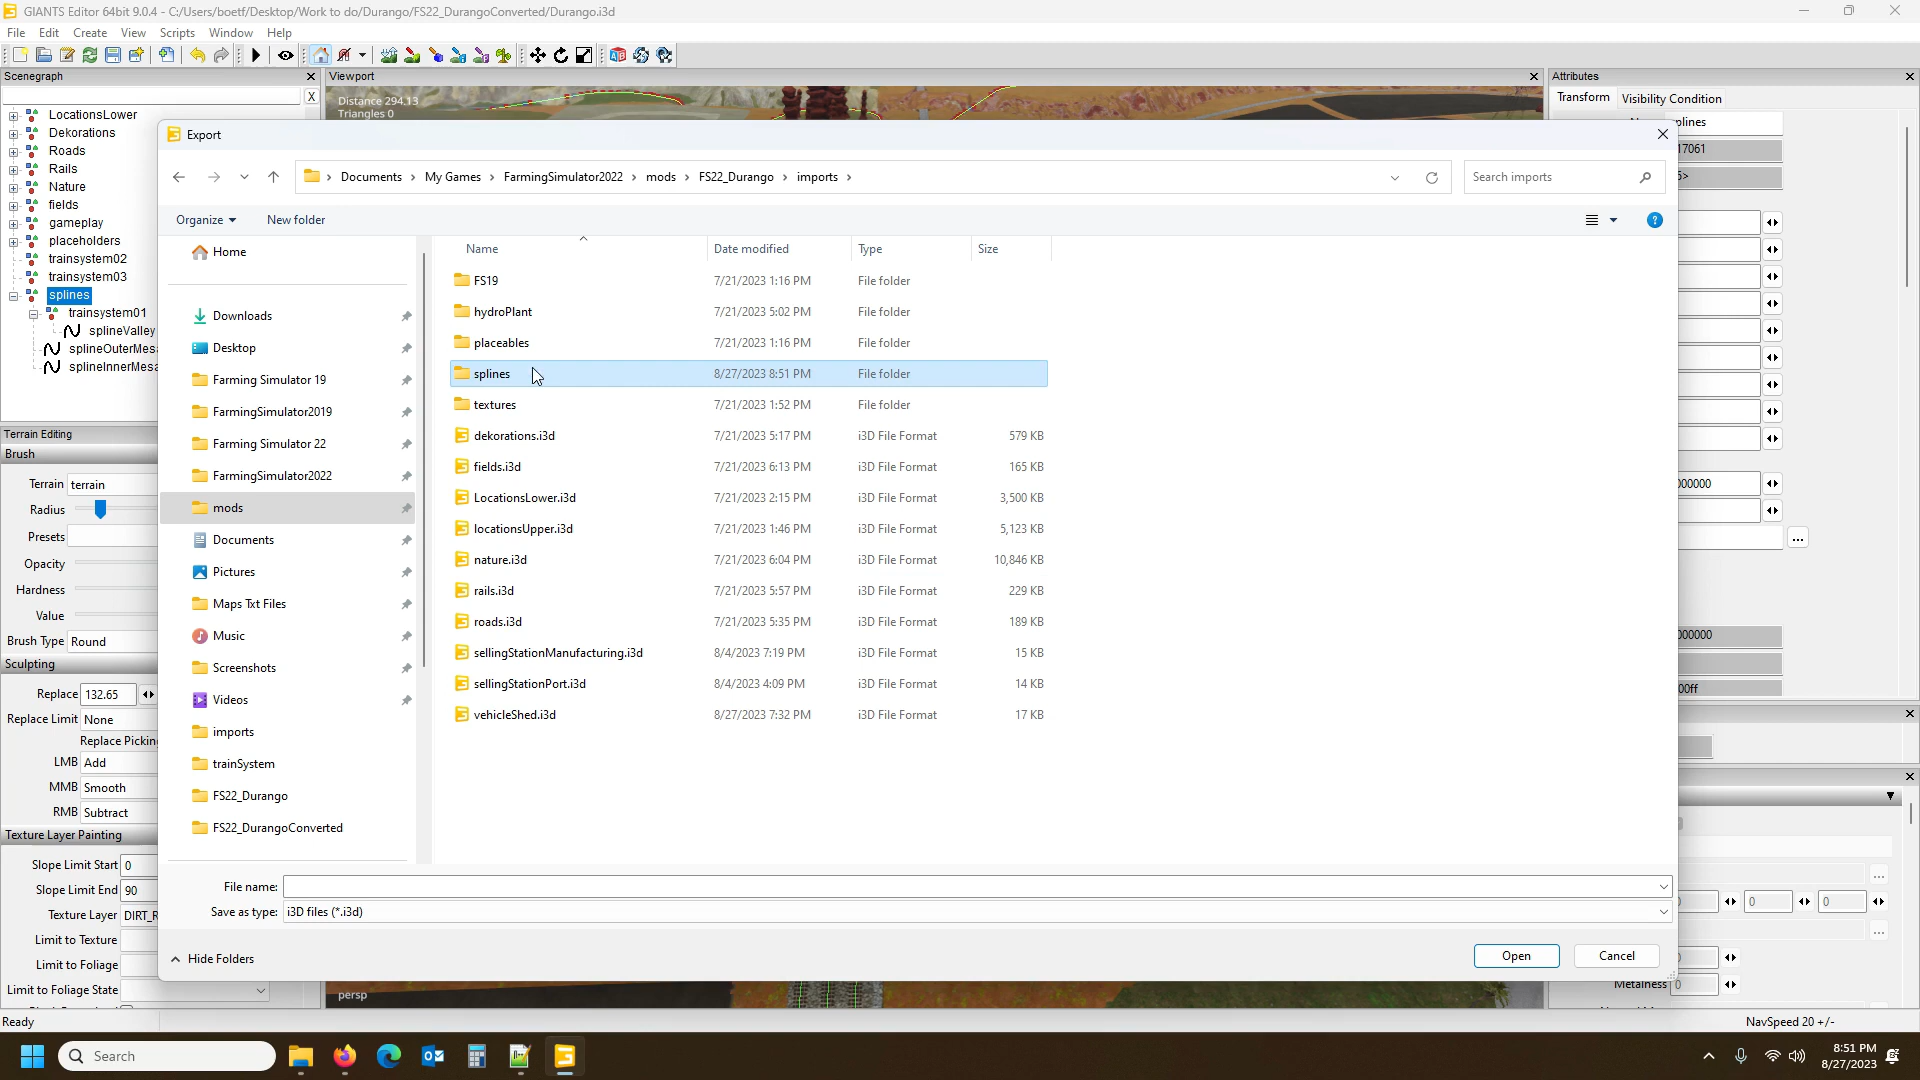 GIANTS Editor 64bit 9.0.4 - C:/Users/boetf/Desktop/Work to do/Durango/FS22_DurangoConverted/Durango.i3d
File Edit Create View Scripts Window Help
Scenegraph
Viewport
Attributes
X
Distance 294.13
Triangles 0
Transform Visibility Condition
LocationsLower
Dekorations
Roads
Rails
Nature
fields
gameplay
placeholders
trainsystem02
trainsystem03
splines
trainsystem01
splineValley
splineOuterMesa
splineInnerMesa
Export
Documents > My Games > FarmingSimulator2022 > mods > FS22_Durango > imports >
Search imports
Organize New folder
Home
Downloads
Desktop
Farming Simulator 19
FarmingSimulator2019
Farming Simulator 22
FarmingSimulator2022
mods
Documents
Pictures
Maps Txt Files
Music
Screenshots
Videos
imports
trainSystem
FS22_Durango
FS22_DurangoConverted
Name Date modified Type Size
FS19 7/21/2023 1:16 PM File folder
hydroPlant 7/21/2023 5:02 PM File folder
placeables 7/21/2023 1:16 PM File folder
splines 8/27/2023 8:51 PM File folder
textures 7/21/2023 1:52 PM File folder
dekorations.i3d 7/21/2023 5:17 PM i3D File Format 579 KB
fields.i3d 7/21/2023 6:13 PM i3D File Format 165 KB
LocationsLower.i3d 7/21/2023 2:15 PM i3D File Format 3,500 KB
locationsUpper.i3d 7/21/2023 1:46 PM i3D File Format 5,123 KB
nature.i3d 7/21/2023 6:04 PM i3D File Format 10,846 KB
rails.i3d 7/21/2023 5:57 PM i3D File Format 229 KB
roads.i3d 7/21/2023 5:35 PM i3D File Format 189 KB
sellingStationManufacturing.i3d 8/4/2023 7:19 PM i3D File Format 15 KB
sellingStationPort.i3d 8/4/2023 4:09 PM i3D File Format 14 KB
vehicleShed.i3d 8/27/2023 7:32 PM i3D File Format 17 KB
File name:
Save as type: i3D files (*.i3d)
Hide Folders
Open
Cancel
Terrain Editing
Brush
Terrain terrain
Radius
Presets
Opacity
Hardness
Value
Brush Type Round
Sculpting
Replace 132.65
Replace Limit None
Replace Picking
LMB Add
MMB Smooth
RMB Subtract
Texture Layer Painting
Slope Limit Start 0
Slope Limit End 90
Texture Layer DIRT_R
Limit to Texture
Limit to Foliage
Limit to Foliage State
plines
17061
6>
00000
000000
00ff
0 0
Metalness 0
persp
Ready
NavSpeed 20 +/-
Search
8:51 PM
8/27/2023